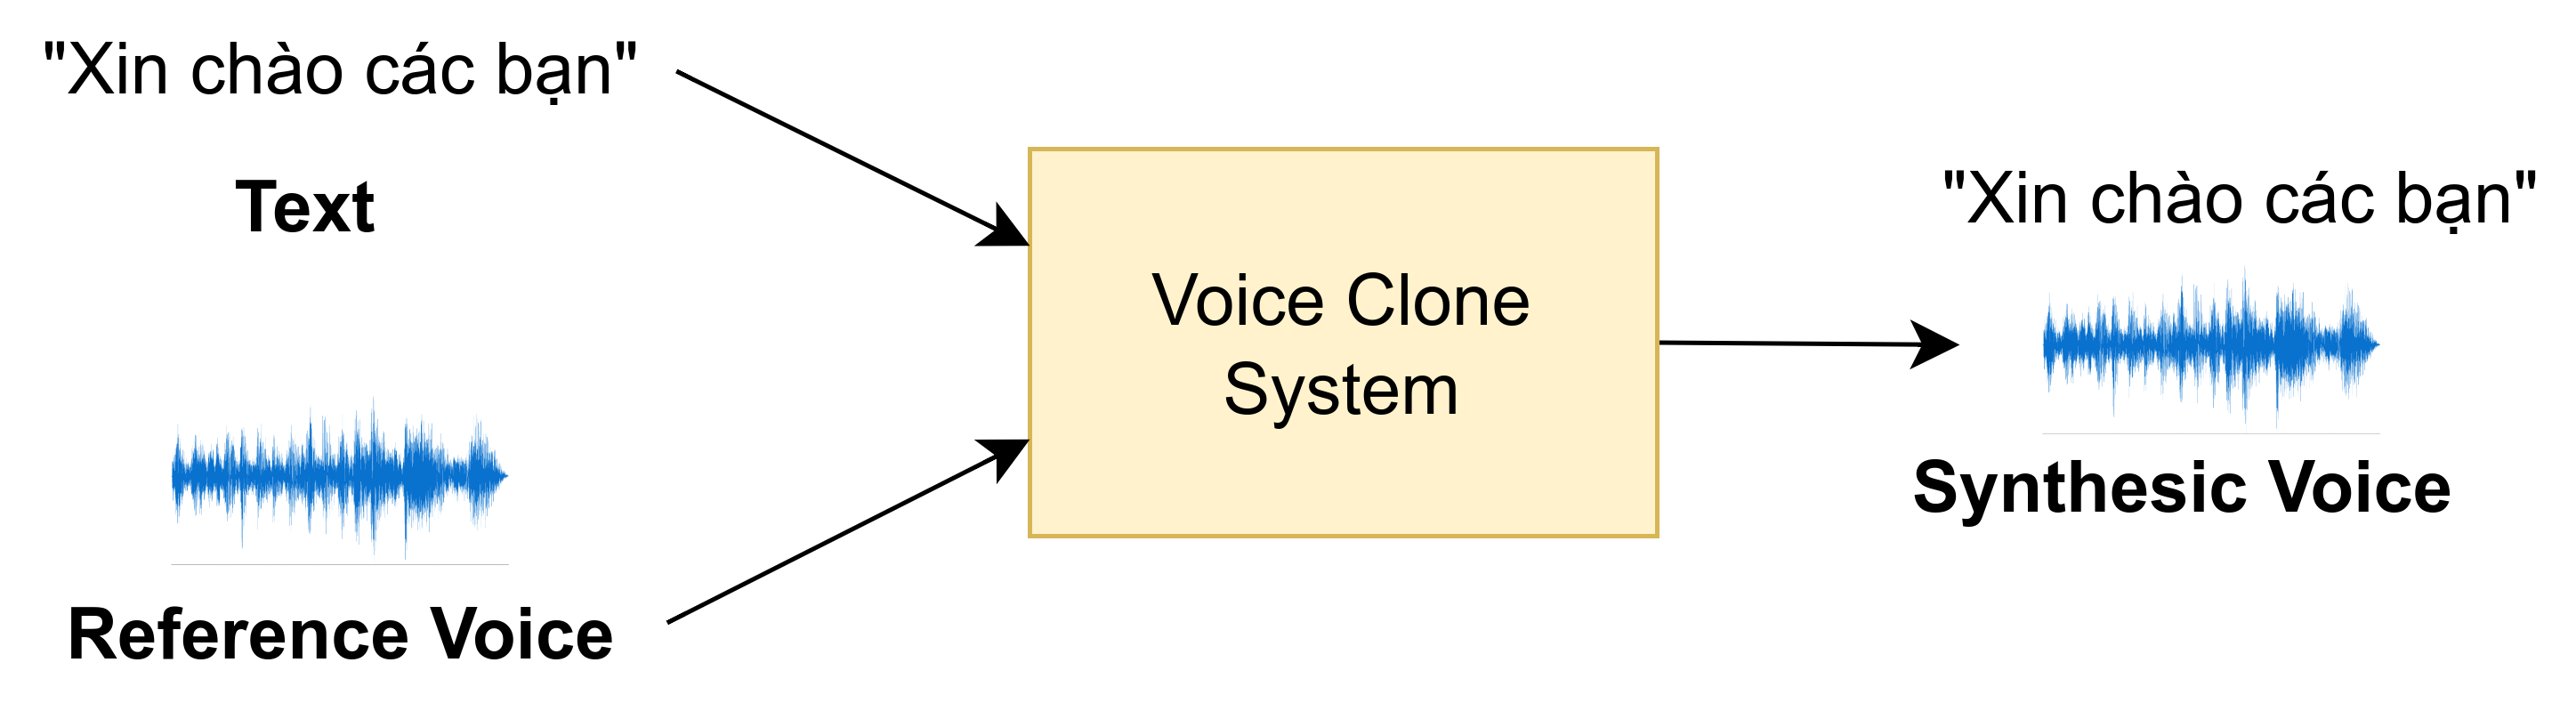 "Xin chào các bạn"
Text
Reference Voice
Voice Clone
System
"Xin chào các bạn"
Synthesic Voice